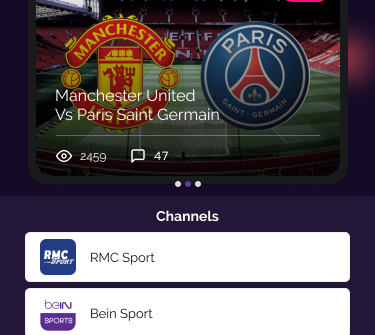 MANCHESTER
UNITED
PARIS
SAINT-GERMAIN
Manchester United
Vs Paris Saint Germain
2459
47
Channels
RMC
SPORT
RMC Sport
beIN
SPORTS
Bein Sport